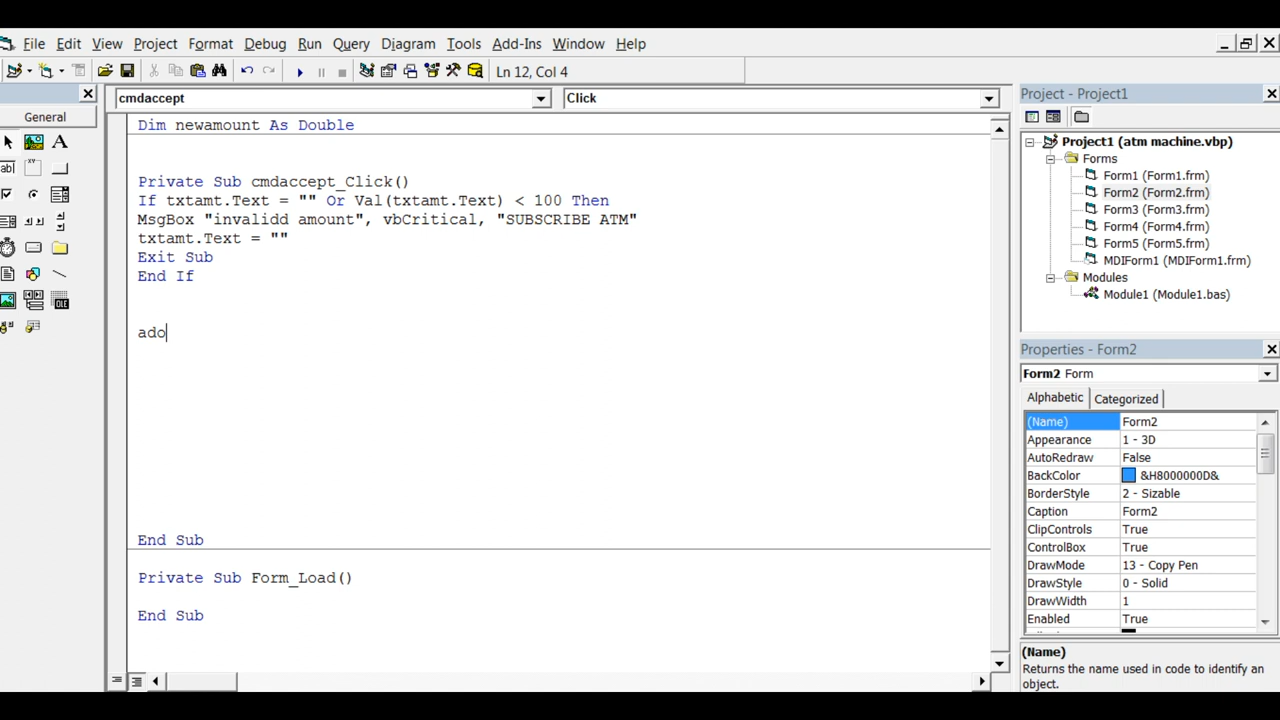 File Edit View Project Format Debug Run Query Diagram Tools Add-Ins Window Help
Ln 12, Col 4
General
A
ab
xv
OLE
cmdaccept Click
Dim newamount As Double
Private Sub cmdaccept_Click()
If txtamt.Text = "" Or Val(txtamt.Text) < 100 Then
MsgBox "invalidd amount", vbCritical, "SUBSCRIBE ATM"
txtamt.Text = ""
Exit Sub
End If
ado
End Sub
Private Sub Form_Load()
End Sub
Project - Project1
Project1 (atm machine.vbp)
Forms
Form1 (Form1.frm)
Form2 (Form2.frm)
Form3 (Form3.frm)
Form4 (Form4.frm)
Form5 (Form5.frm)
MDIForm1 (MDIForm1.frm)
Modules
Module1 (Module1.bas)
Properties - Form2
Form2 Form
Alphabetic Categorized
(Name) Form2
Appearance 1 - 3D
AutoRedraw False
BackColor &H8000000D&
BorderStyle 2 - Sizable
Caption Form2
ClipControls True
ControlBox True
DrawMode 13 - Copy Pen
DrawStyle 0 - Solid
DrawWidth 1
Enabled True
(Name)
Returns the name used in code to identify an
object.